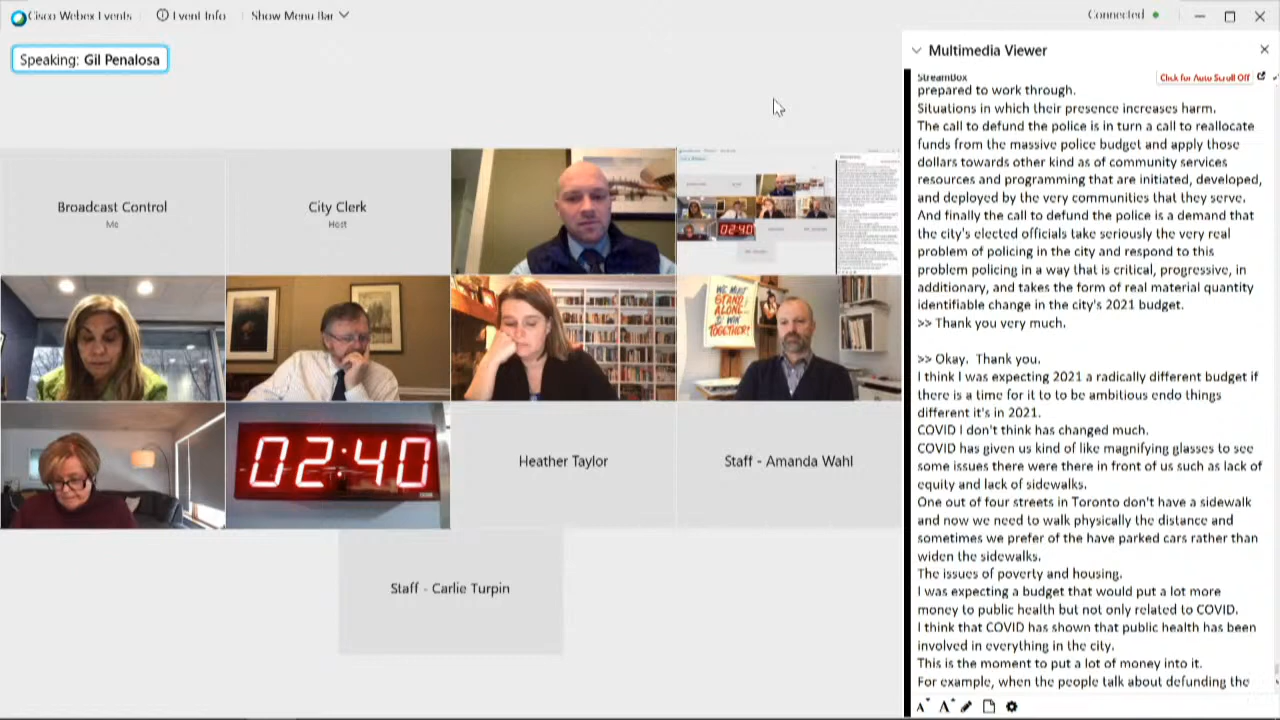 Cisco Webex Events
Event Info
Show Menu Bar
Connected
Speaking: Gil Penalosa
Multimedia Viewer
StreamBox
Click for Auto Scroll Off
Broadcast Control
Me
City Clerk
Host
WE MUST
STAND
ALONE...
WIN
TOGETHER!
02:40
02:40
Heather Taylor
Staff - Amanda Wahl
Staff - Carlie Turpin
prepared to work through.
Situations in which their presence increases harm.
The call to defund the police is in turn a call to reallocate
funds from the massive police budget and apply those
dollars towards other kind as of community services
resources and programming that are initiated, developed,
and deployed by the very communities that they serve.
And finally the call to defund the police is a demand that
the city's elected officials take seriously the very real
problem of policing in the city and respond to this
problem policing in a way that is critical, progressive, in
additionary, and takes the form of real material quantity
identifiable change in the city's 2021 budget.
>> Thank you very much.
>> Okay. Thank you.
I think I was expecting 2021 a radically different budget if
there is a time for it to to be ambitious endo things
different it's in 2021.
COVID I don't think has changed much.
COVID has given us kind of like magnifying glasses to see
some issues there were there in front of us such as lack of
equity and lack of sidewalks.
One out of four streets in Toronto don't have a sidewalk
and now we need to walk physically the distance and
sometimes we prefer of the have parked cars rather than
widen the sidewalks.
The issues of poverty and housing.
I was expecting a budget that would put a lot more
money to public health but not only related to COVID.
I think that COVID has shown that public health has been
involved in everything in the city.
This is the moment to put a lot of money into it.
For example, when the people talk about defunding the